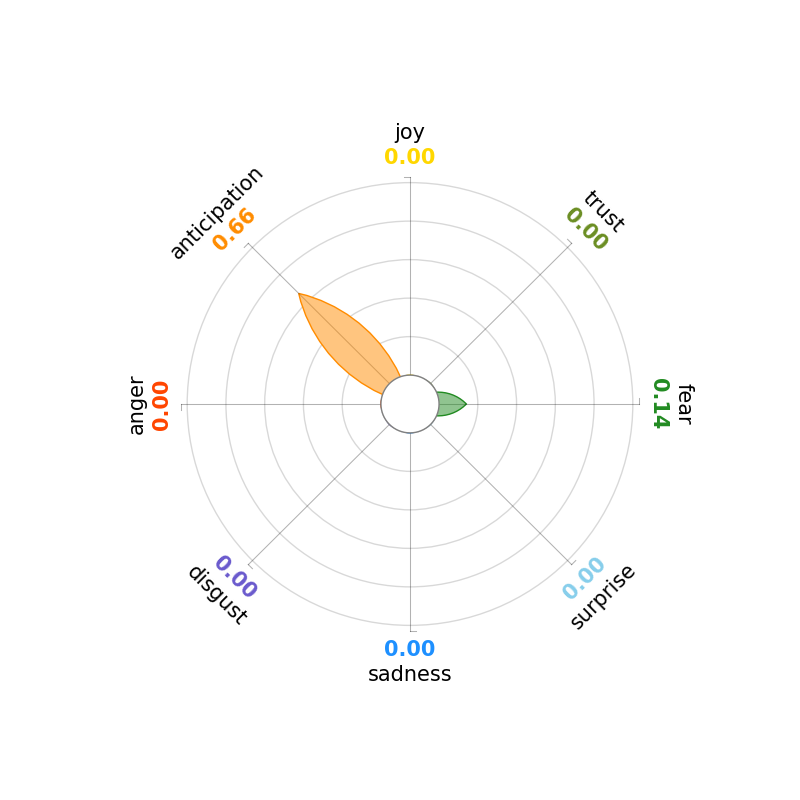 joy
0.00
trust
0.00
fear
0.14
surprise
0.00
sadness
0.00
disgust
0.00
anger
0.00
anticipation
0.66